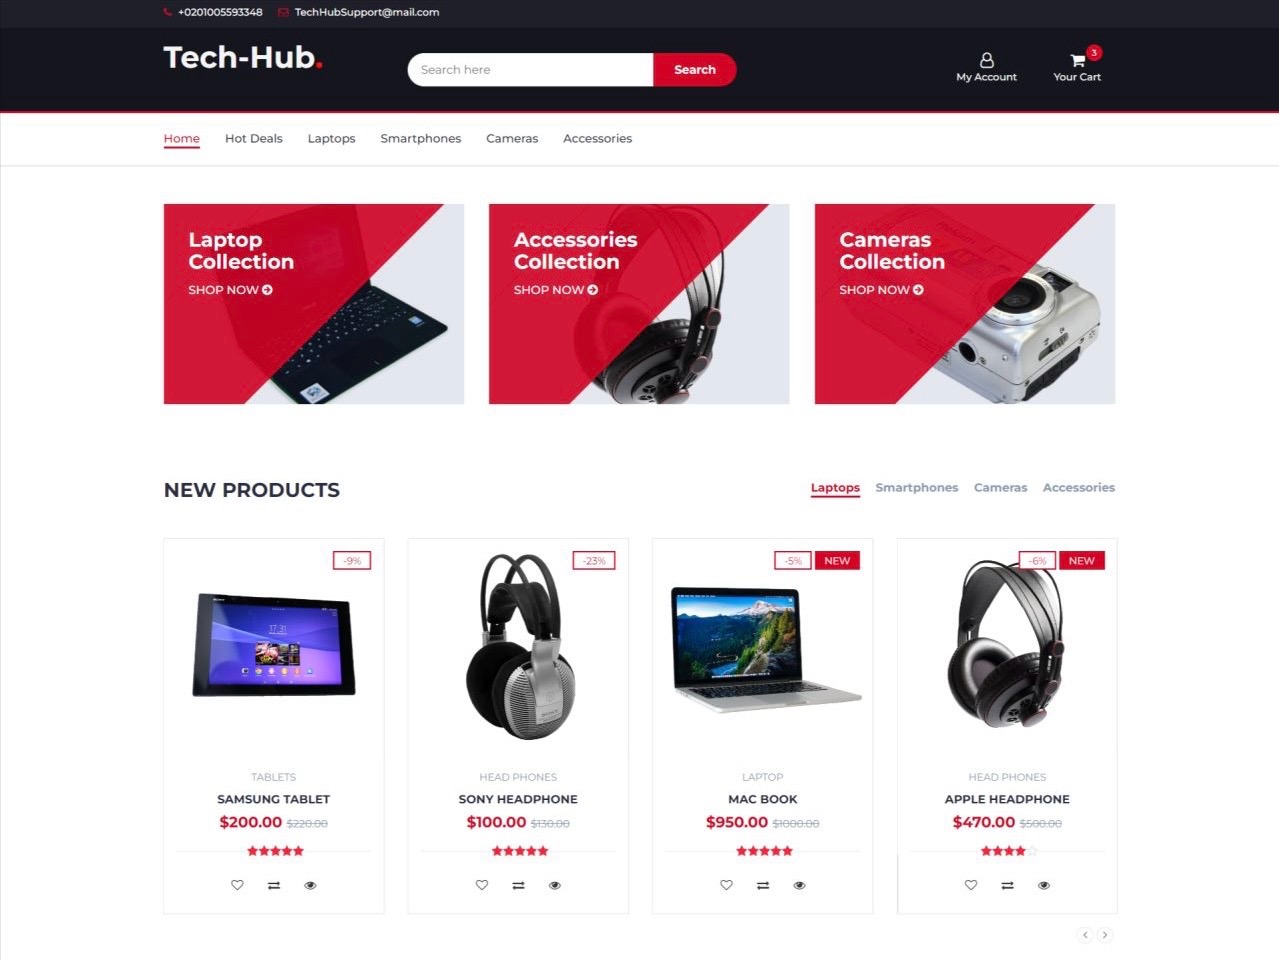 +0201005593348 TechHubSupport@mail.com
Tech-Hub.
Search here Search
3
My Account Your Cart
Home Hot Deals Laptops Smartphones Cameras Accessories
Laptop
Collection
SHOP NOW
Accessories
Collection
SHOP NOW
Cameras
Collection
SHOP NOW
NEW PRODUCTS
Laptops Smartphones Cameras Accessories
-9%
SONY
17:31
TABLETS
SAMSUNG TABLET
$200.00 $220.00
-23%
HEAD PHONES
SONY HEADPHONE
$100.00 $130.00
-5% NEW
LAPTOP
MAC BOOK
$950.00 $1000.00
-6% NEW
HEAD PHONES
APPLE HEADPHONE
$470.00 $500.00